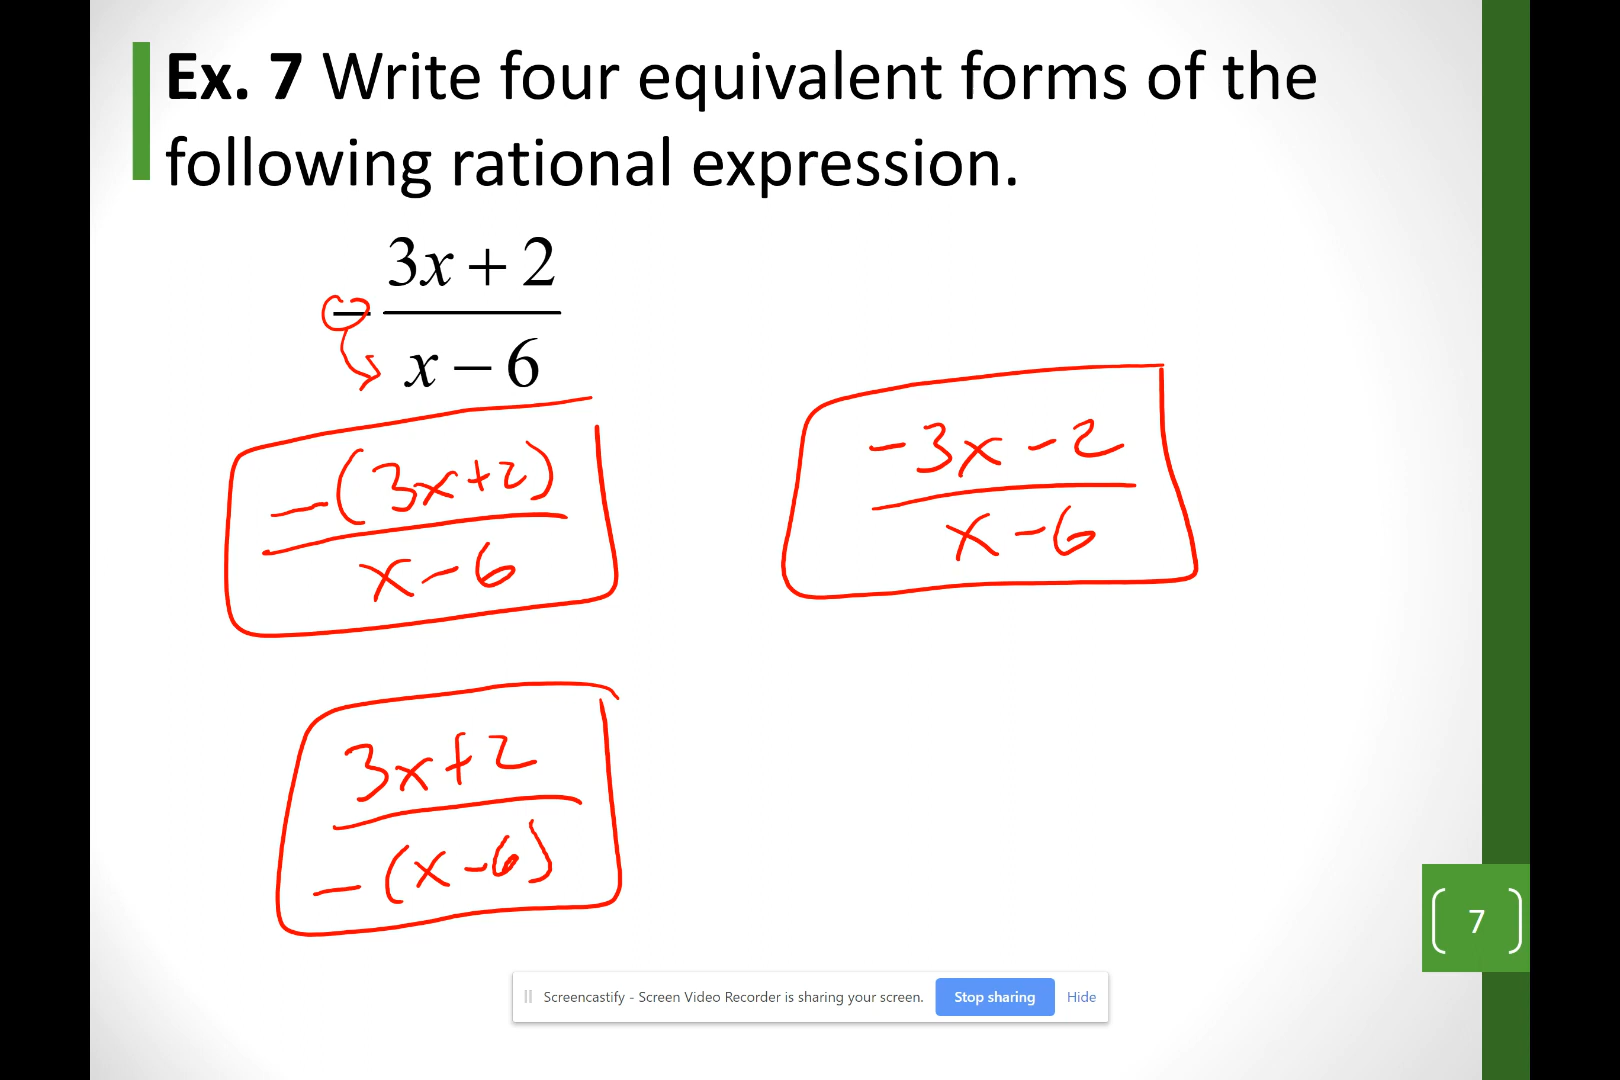 Ex. 7 Write four equivalent forms of the
following rational expression.
3x + 2
−
x − 6
−(3x+2)
x−6
−3x−2
x−6
3x+2
−(x−6)
7
Screencastify - Screen Video Recorder is sharing your screen. Stop sharing Hide